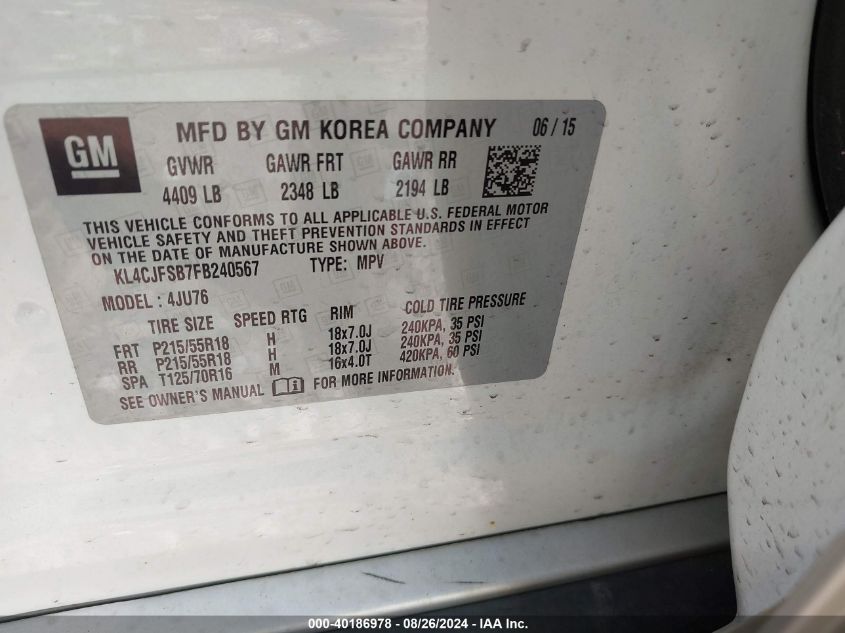 GM
MFD BY GM KOREA COMPANY 06 / 15
GVWR GAWR FRT GAWR RR
4409 LB 2348 LB 2194 LB
THIS VEHICLE CONFORMS TO ALL APPLICABLE U.S. FEDERAL MOTOR
VEHICLE SAFETY AND THEFT PREVENTION STANDARDS IN EFFECT
ON THE DATE OF MANUFACTURE SHOWN ABOVE.
KL4CJFSB7FB240567 TYPE: MPV
MODEL : 4JU76
TIRE SIZE SPEED RTG RIM COLD TIRE PRESSURE
FRT P215/55R18 H 18x7.0J 240KPA, 35 PSI
RR P215/55R18 H 18x7.0J 240KPA, 35 PSI
SPA T125/70R16 M 16x4.0T 420KPA, 60 PSI
SEE OWNER'S MANUAL FOR MORE INFORMATION.
000-40186978 - 08/26/2024 - IAA Inc.